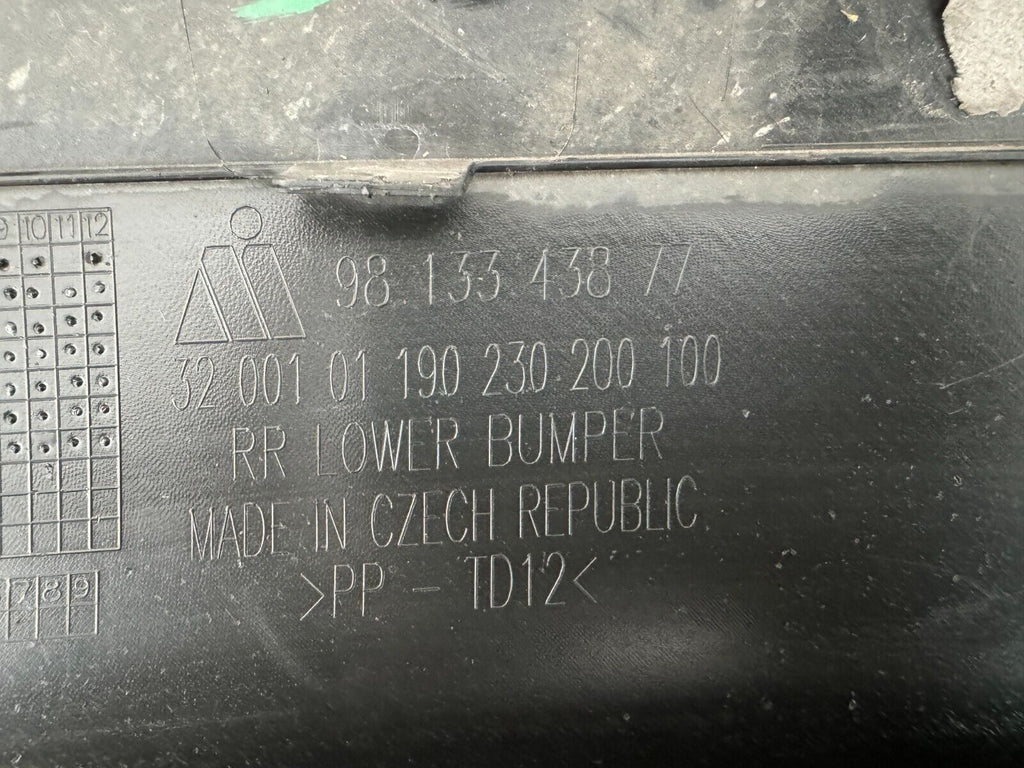 9 10 11 12
98 133 438 77
32 001 01 190 230 200 100
RR LOWER BUMPER
MADE IN CZECH REPUBLIC
>PP - TD12<
7 8 9